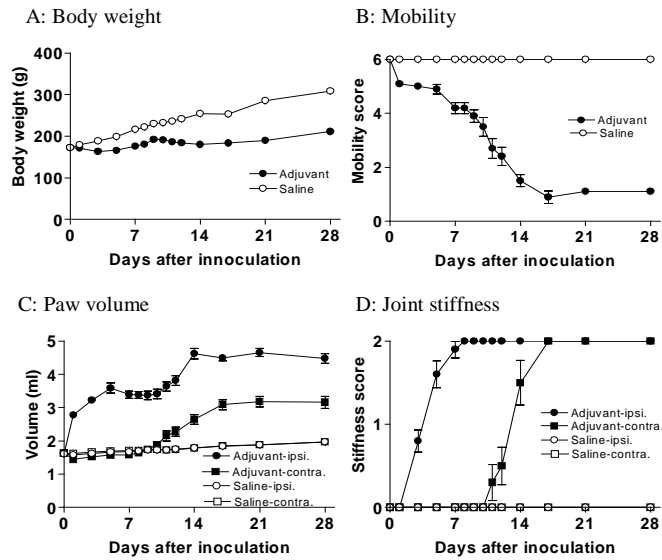 A: Body weight
Body weight (g)
400
300
200
100
0
Adjuvant
Saline
0 7 14 21 28
Days after innoculation
B: Mobility
Mobility score
6
4
2
0
Adjuvant
Saline
0 7 14 21 28
Days after innoculation
C: Paw volume
Volume (ml)
5
4
3
2
1
0
Adjuvant-ipsi.
Adjuvant-contra.
Saline-ipsi.
Saline-contra.
0 7 14 21 28
Days after inoculation
D: Joint stiffness
Stiffness score
2
1
0
Adjuvant-ipsi.
Adjuvant-contra.
Saline-ipsi.
Saline-contra.
0 7 14 21 28
Days after inoculation